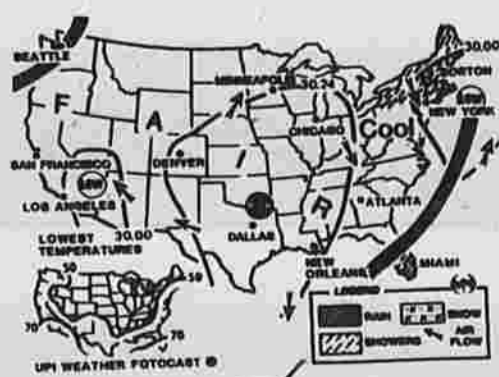 30.00
SEATTLE
BOSTON
MINNEAPOLIS
30.24
LOW
NEW YORK
F
A
I
R
CHICAGO
Cool
SAN FRANCISCO
DENVER
LOW
LOS ANGELES
ATLANTA
DALLAS
LOWEST
TEMPERATURES
30.00
NEW
ORLEANS
MIAMI
50
50
70
70
LEGEND
RAIN
SNOW
SHOWERS
AIR
FLOW
UPI WEATHER FOTOCAST ®